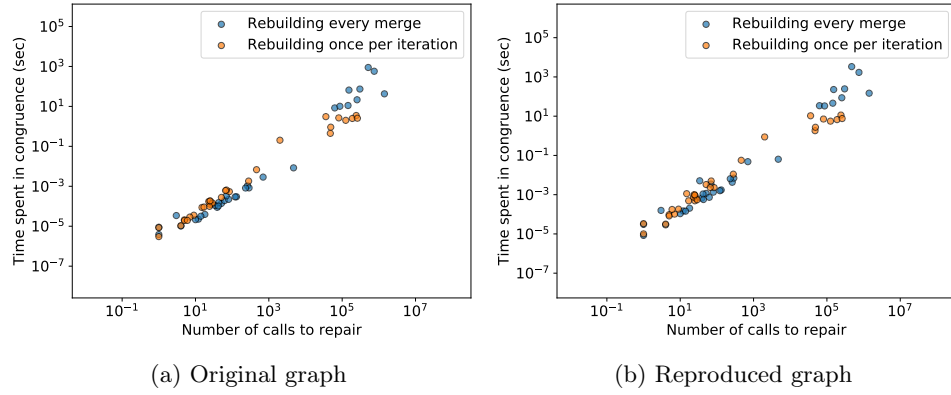 Rebuilding every merge
Rebuilding once per iteration
10^5
10^3
10^1
10^−1
10^−3
10^−5
10^−7
Time spent in congruence (sec)
10^−1
10^1
10^3
10^5
10^7
Number of calls to repair
(a) Original graph
Rebuilding every merge
Rebuilding once per iteration
10^5
10^3
10^1
10^−1
10^−3
10^−5
10^−7
Time spent in congruence (sec)
10^−1
10^1
10^3
10^5
10^7
Number of calls to repair
(b) Reproduced graph